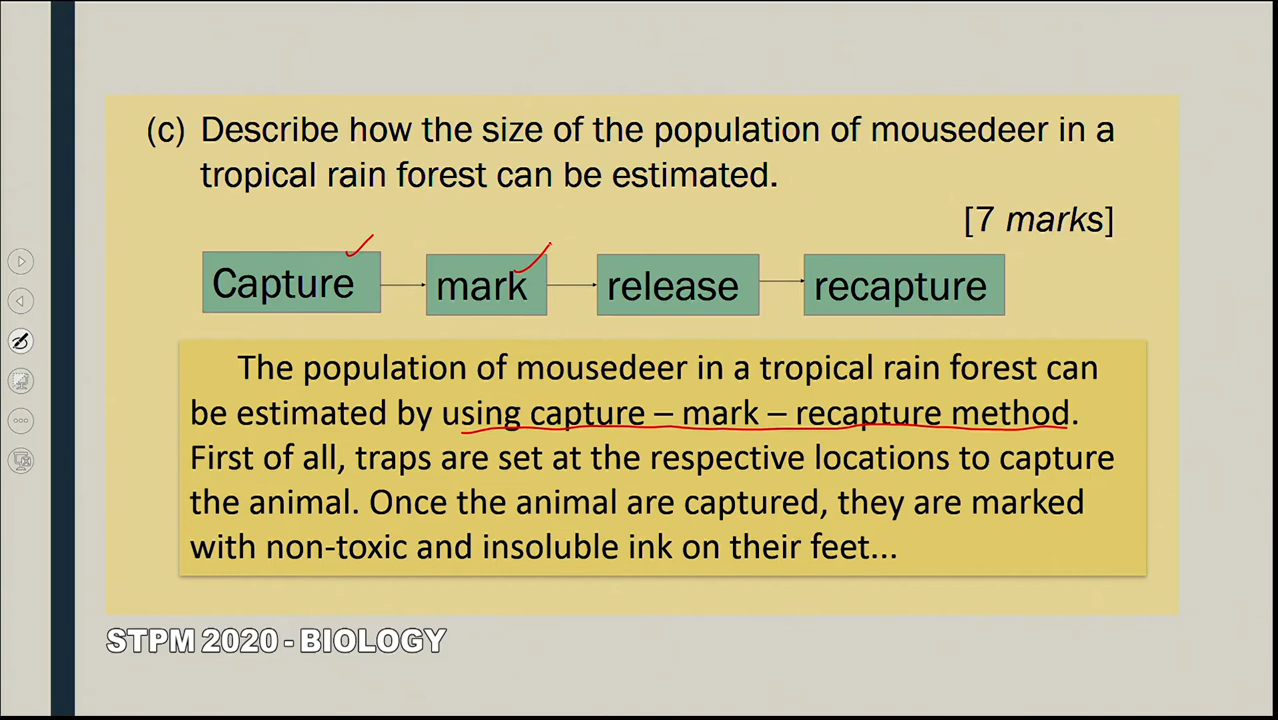 (c) Describe how the size of the population of mousedeer in a
tropical rain forest can be estimated.
[7 marks]
Capture mark release recapture
The population of mousedeer in a tropical rain forest can
be estimated by using capture – mark – recapture method.
First of all, traps are set at the respective locations to capture
the animal. Once the animal are captured, they are marked
with non-toxic and insoluble ink on their feet...
STPM 2020 - BIOLOGY